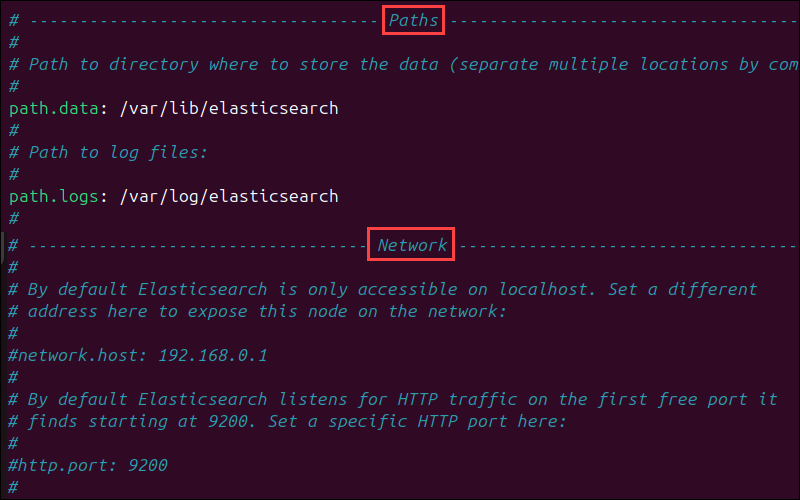 # ----------------------------------- Paths ------------------------------------
#
# Path to directory where to store the data (separate multiple locations by com
#
path.data: /var/lib/elasticsearch
#
# Path to log files:
#
path.logs: /var/log/elasticsearch
#
# ---------------------------------- Network -----------------------------------
#
# By default Elasticsearch is only accessible on localhost. Set a different
# address here to expose this node on the network:
#
#network.host: 192.168.0.1
#
# By default Elasticsearch listens for HTTP traffic on the first free port it
# finds starting at 9200. Set a specific HTTP port here:
#
#http.port: 9200
#